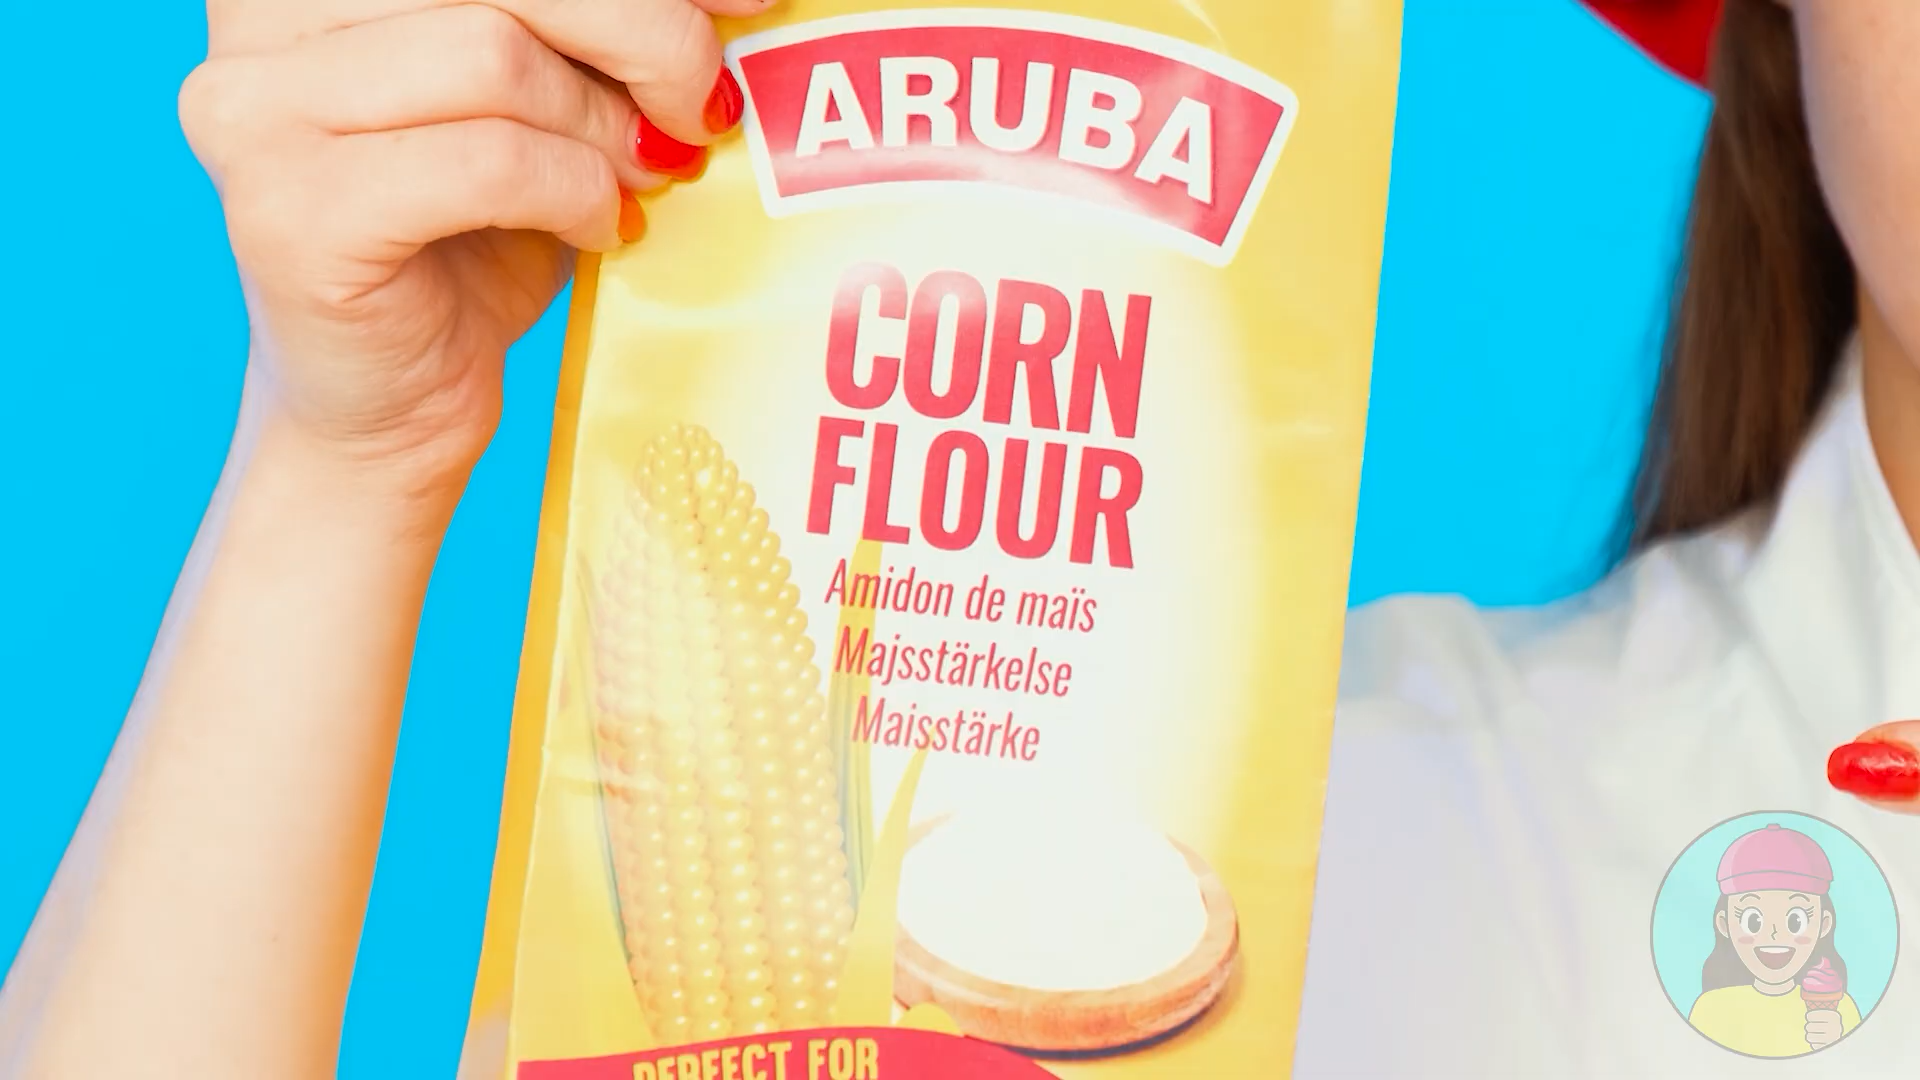 ARUBA
CORN
FLOUR
Amidon de maïs
Majsstärkelse
Maisstärke
PERFECT FOR